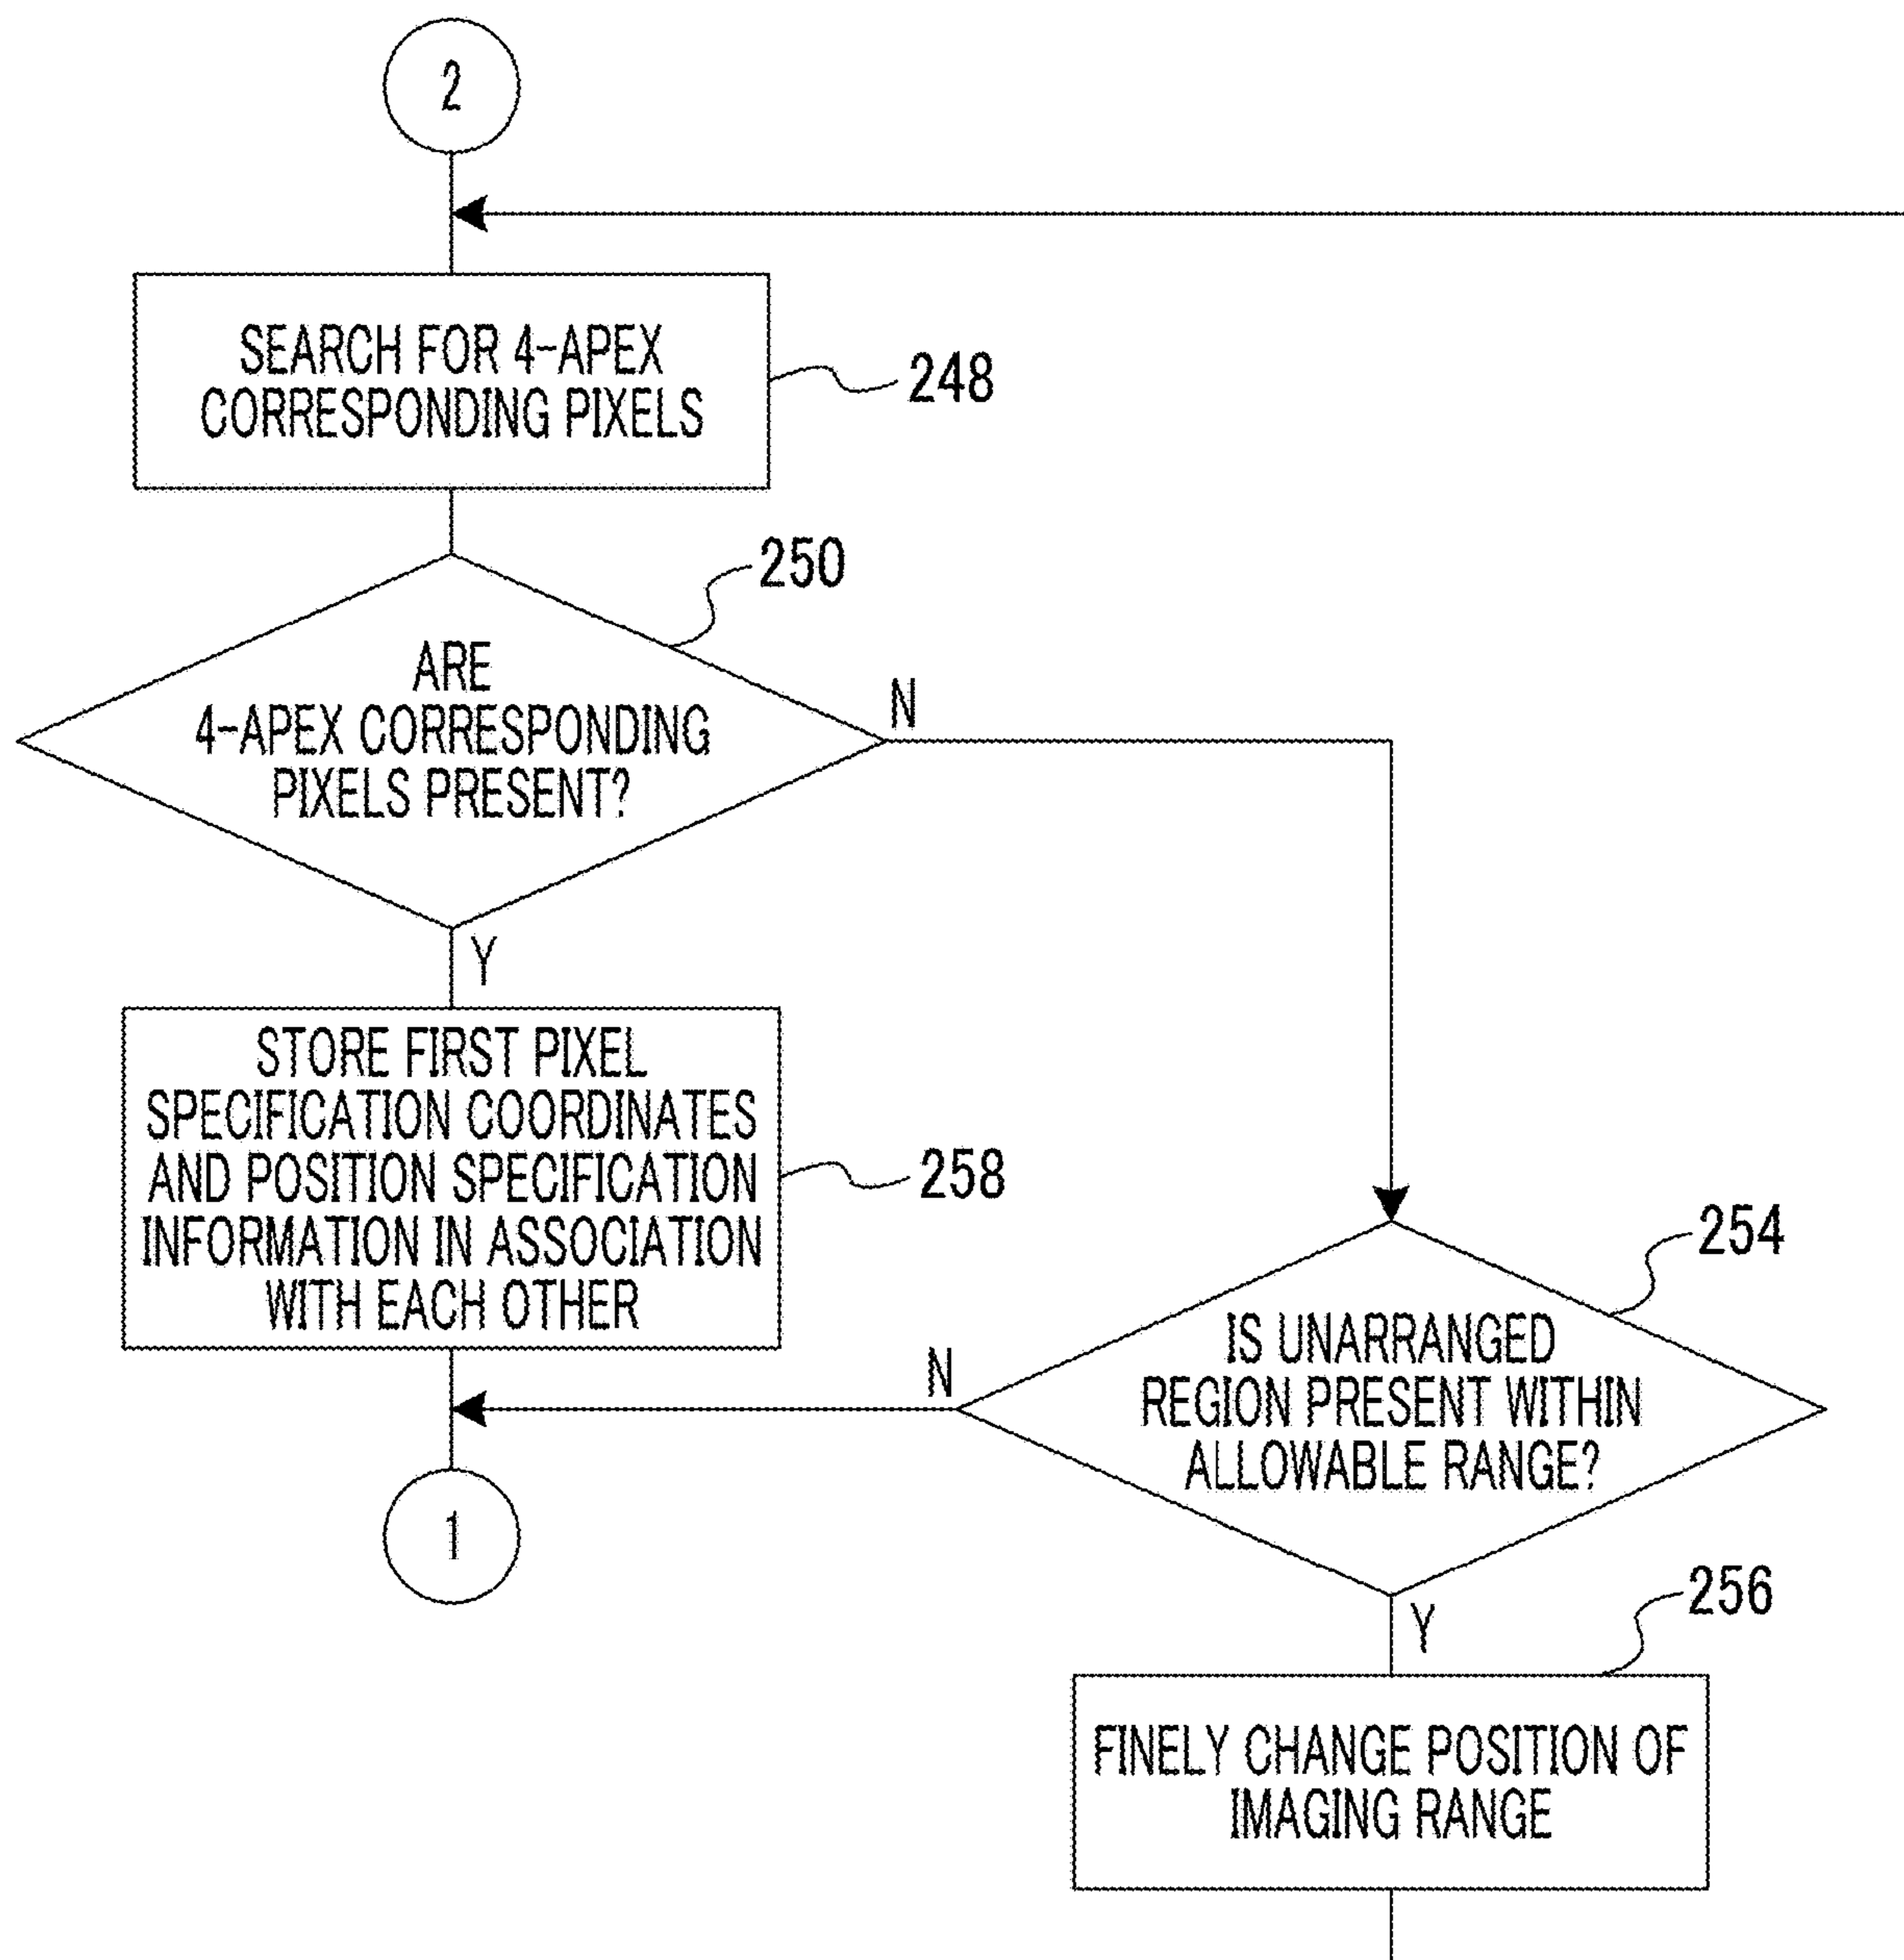 2
SEARCH FOR 4-APEX
CORRESPONDING PIXELS
248
250
ARE
4-APEX CORRESPONDING
PIXELS PRESENT?
N
Y
STORE FIRST PIXEL
SPECIFICATION COORDINATES
AND POSITION SPECIFICATION
INFORMATION IN ASSOCIATION
WITH EACH OTHER
258
254
IS UNARRANGED
REGION PRESENT WITHIN
ALLOWABLE RANGE?
N
1
Y
256
FINELY CHANGE POSITION OF
IMAGING RANGE